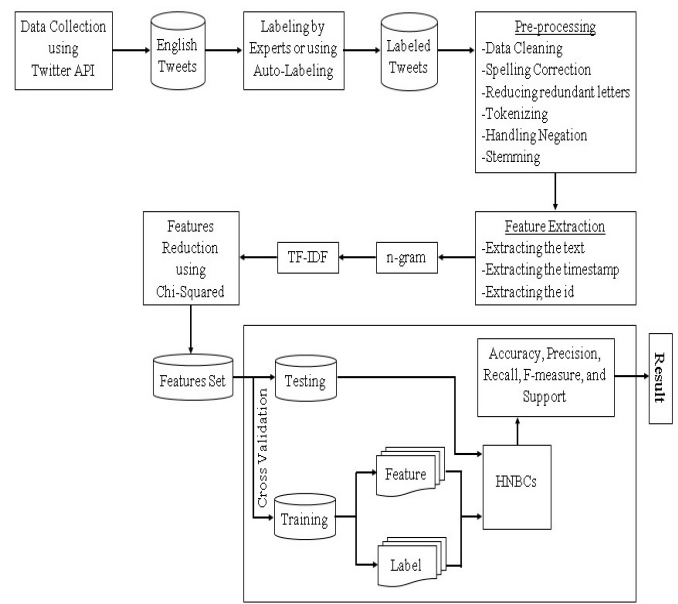 Data Collection
using
Twitter API
English
Tweets
Labeling by
Experts or using
Auto-Labeling
Labeled
Tweets
Pre-processing
-Data Cleaning
-Spelling Correction
-Reducing redundant letters
-Tokenizing
-Handling Negation
-Stemming
Features
Reduction
using
Chi-Squared
TF-IDF
n-gram
Feature Extraction
-Extracting the text
-Extracting the timestamp
-Extracting the id
Features Set
Cross Validation
Testing
Training
Feature
Label
HNBCs
Accuracy, Precision,
Recall, F-measure, and
Support
Result